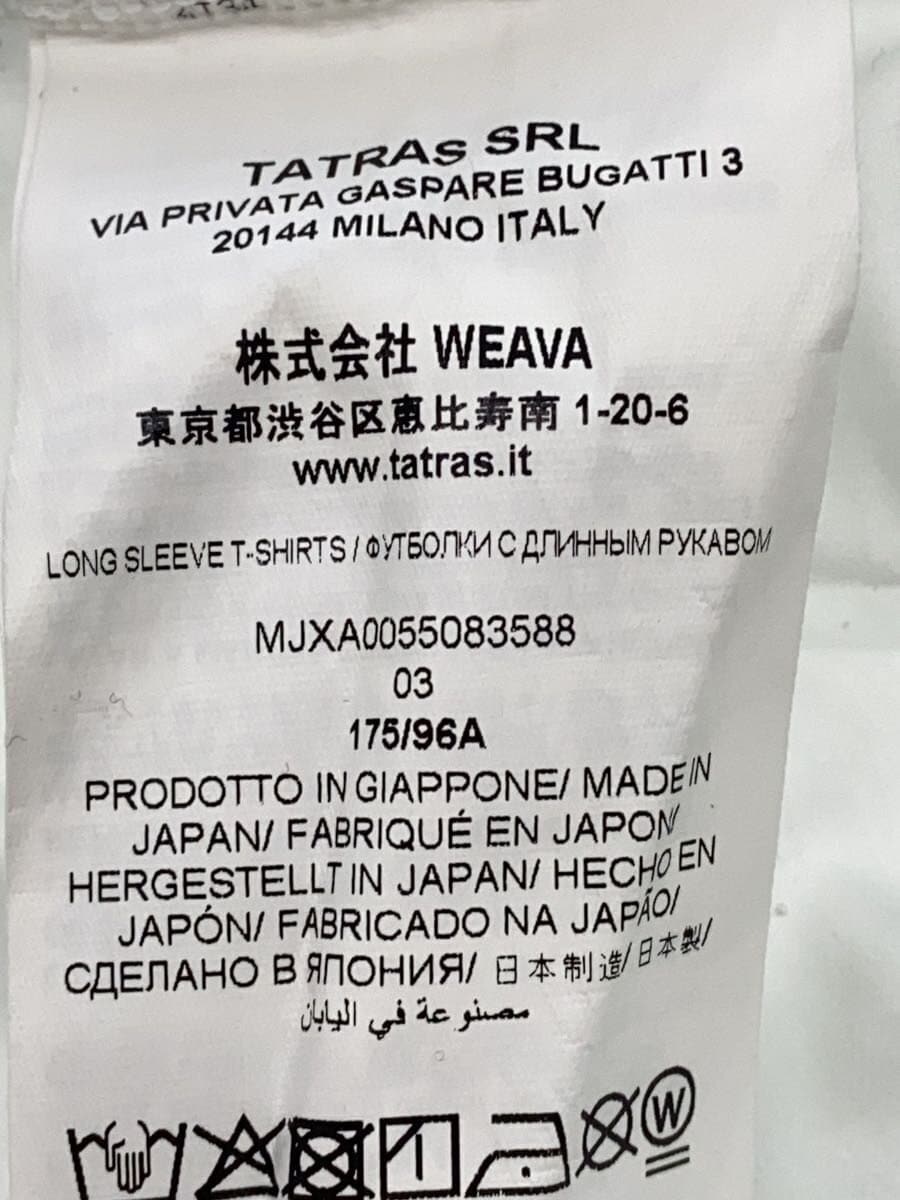 TATRAS SRL
VIA PRIVATA GASPARE BUGATTI 3
20144 MILANO ITALY
株式会社 WEAVA
東京都渋谷区恵比寿南 1-20-6
www.tatras.it
LONG SLEEVE T-SHIRTS / ФУТБОЛКИ С ДЛИННЫМ РУКАВОМ
MJXA0055083588
03
175/96A
PRODOTTO IN GIAPPONE/ MADE IN
JAPAN/ FABRIQUÉ EN JAPON/
HERGESTELLT IN JAPAN/ HECHO EN
JAPÓN/ FABRICADO NA JAPÃO/
СДЕЛАНО В ЯПОНИЯ/ 日本制造/ 日本製/
مصنوعة في اليابان
W